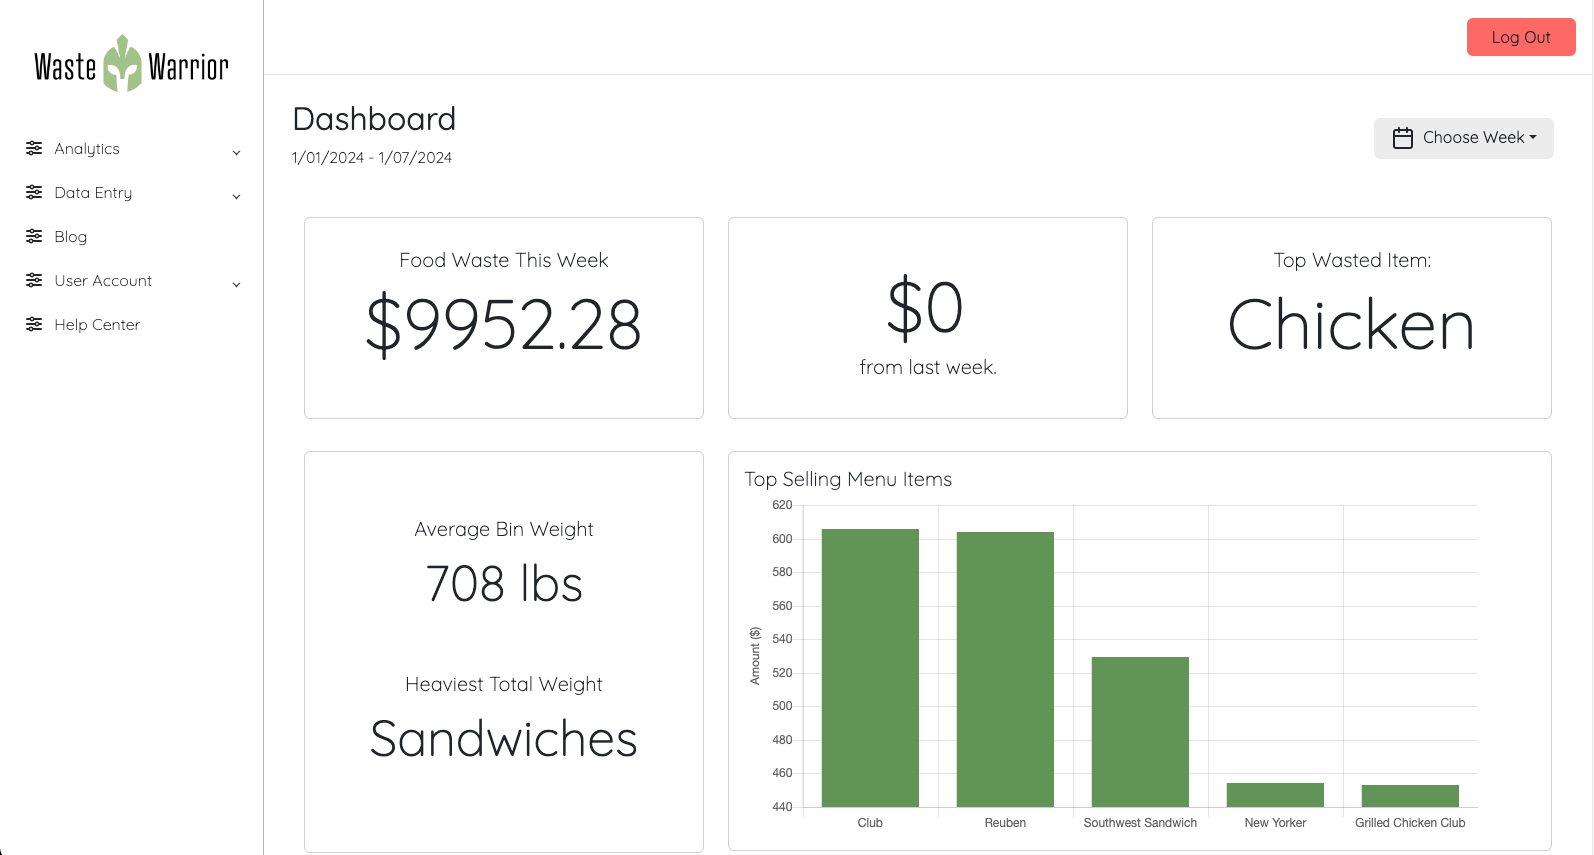 Waste Warrior
Log Out
Analytics
Data Entry
Blog
User Account
Help Center
Dashboard
1/01/2024 - 1/07/2024
Choose Week
Food Waste This Week
$9952.28
$0
from last week.
Top Wasted Item:
Chicken
Average Bin Weight
708 lbs
Heaviest Total Weight
Sandwiches
Top Selling Menu Items
Amount ($)
620
600
580
560
540
520
500
480
460
440
Club
Reuben
Southwest Sandwich
New Yorker
Grilled Chicken Club